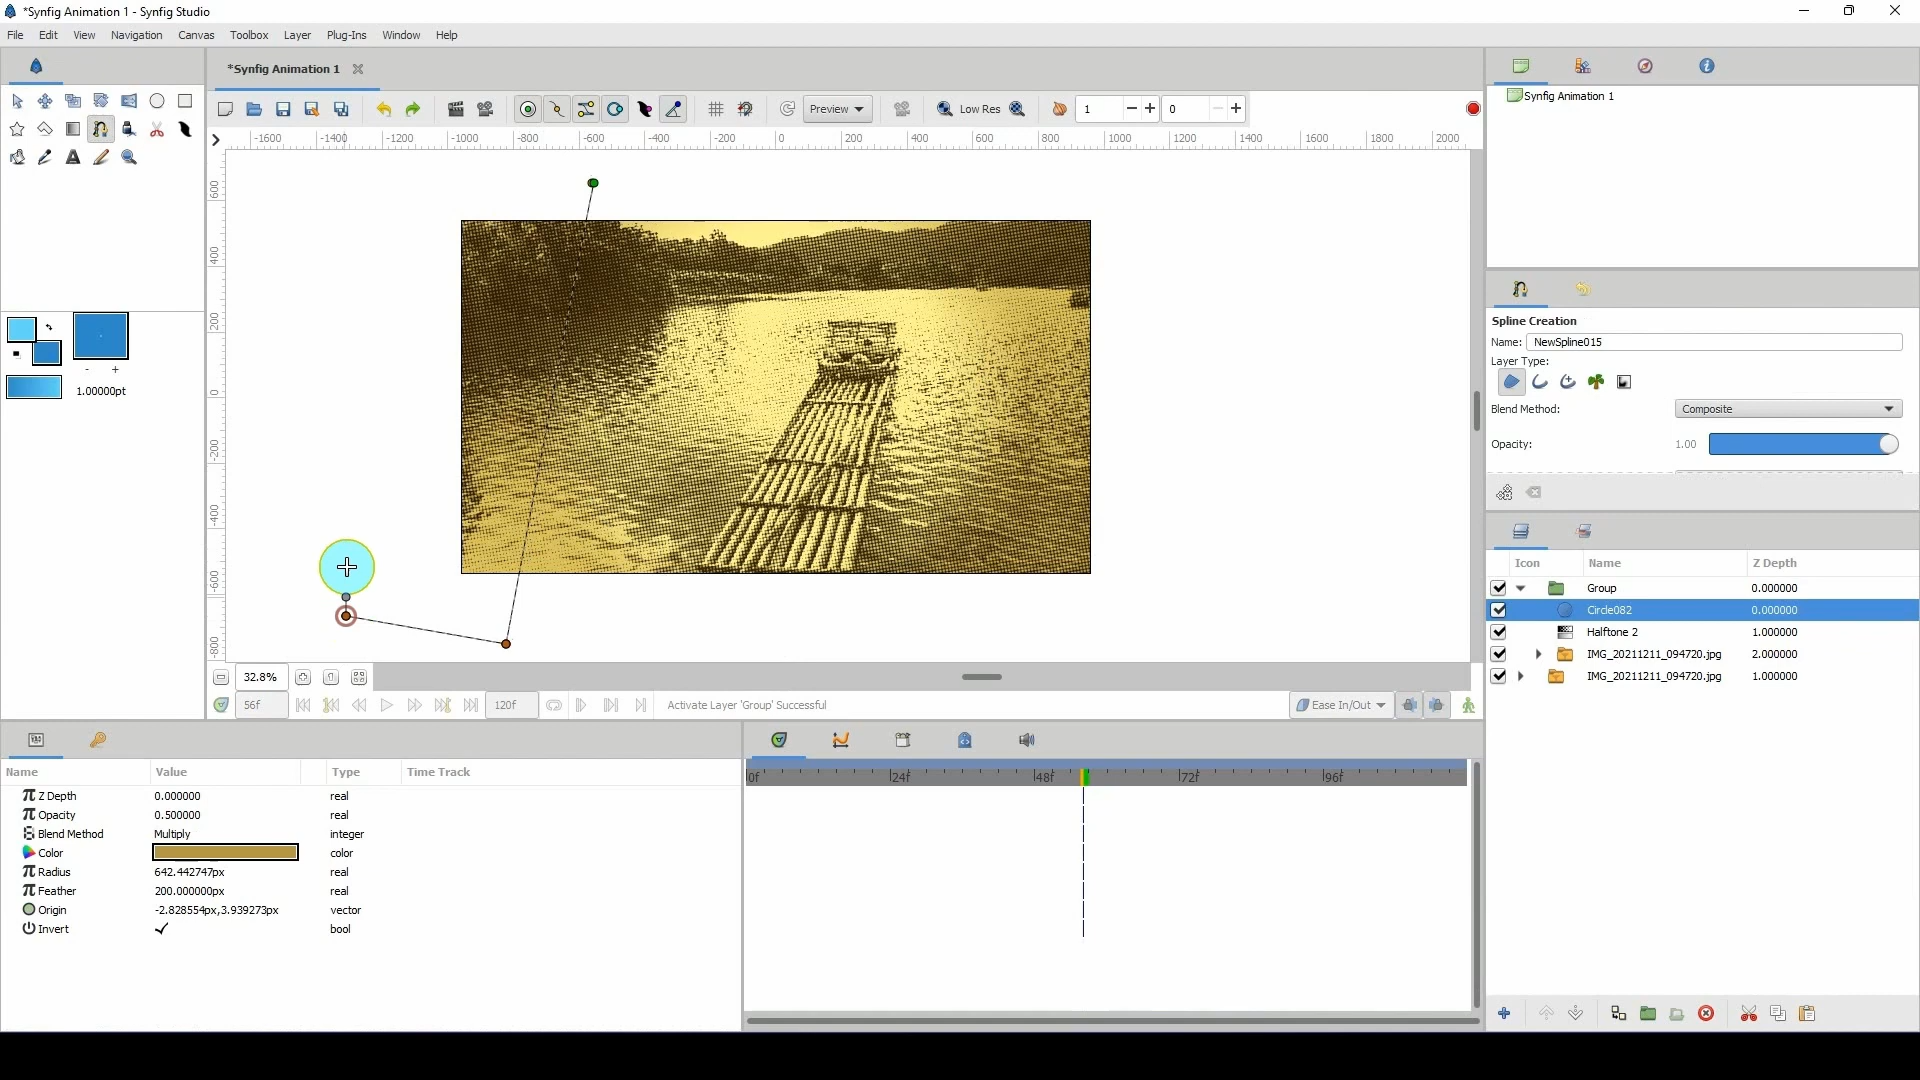 *Synfig Animation 1 - Synfig Studio
File Edit View Navigation Canvas Toolbox Layer Plug-Ins Window Help
*Synfig Animation 1
Preview Low Res 1 0
-1600 -1400 -1200 -1000 -800 -600 -400 -200 0 200 400 600 800 1000 1200 1400 1600 1800 2000
600
400
200
0
-200
-400
-600
-800
- +
1.00000pt
32.8%
56f 120f Activate Layer 'Group' Successful Ease In/Out
Synfig Animation 1
Spline Creation
Name: NewSpline015
Layer Type:
Blend Method: Composite
Opacity: 1.00
Icon Name Z Depth
Group 0.000000
Circle082 0.000000
Halftone 2 1.000000
IMG_20211211_094720.jpg 2.000000
IMG_20211211_094720.jpg 1.000000
Name Value Type Time Track
Z Depth 0.000000 real
Opacity 0.500000 real
Blend Method Multiply integer
Color color
Radius 642.442747px real
Feather 200.000000px real
Origin -2.828554px,3.939273px vector
Invert bool
0f 24f 48f 72f 96f